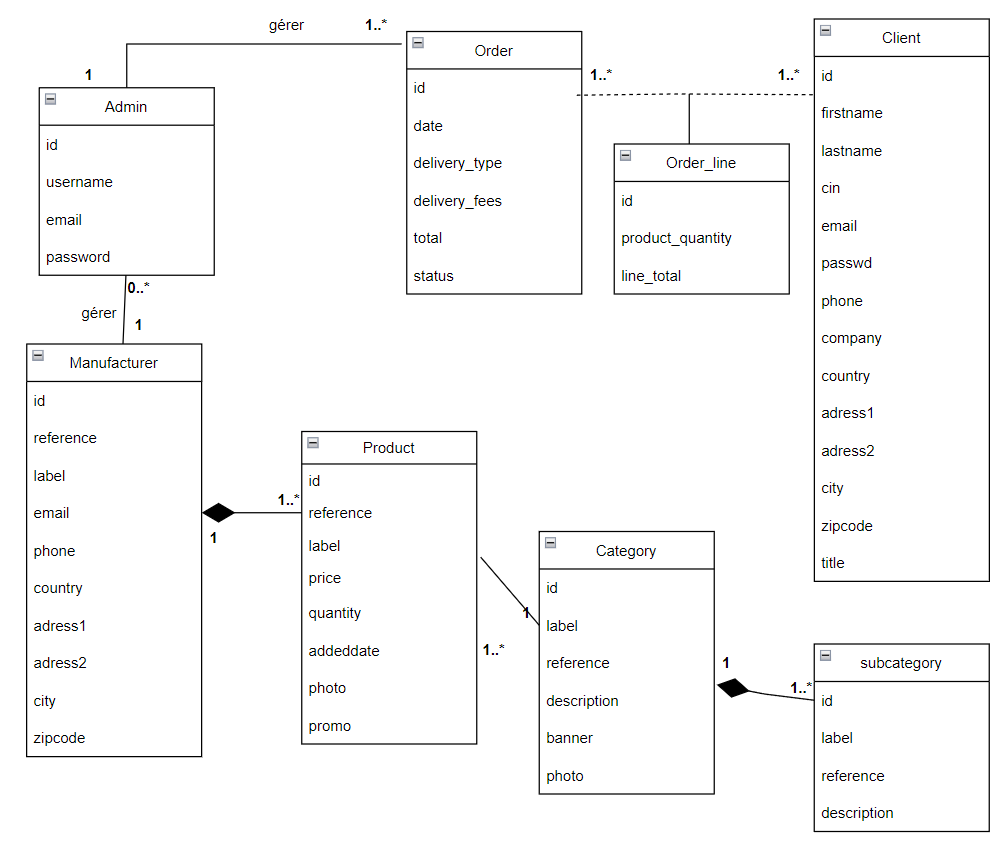 gérer
1..*
1
Admin
id
username
email
password
0..*
gérer
1
Order
id
date
delivery_type
delivery_fees
total
status
1..*
1..*
Order_line
id
product_quantity
line_total
Client
id
firstname
lastname
cin
email
passwd
phone
company
country
adress1
adress2
city
zipcode
title
Manufacturer
id
reference
label
email
phone
country
adress1
adress2
city
zipcode
1
1..*
Product
id
reference
label
price
quantity
addeddate
photo
promo
1..*
1
Category
id
label
reference
description
banner
photo
1
1..*
subcategory
id
label
reference
description